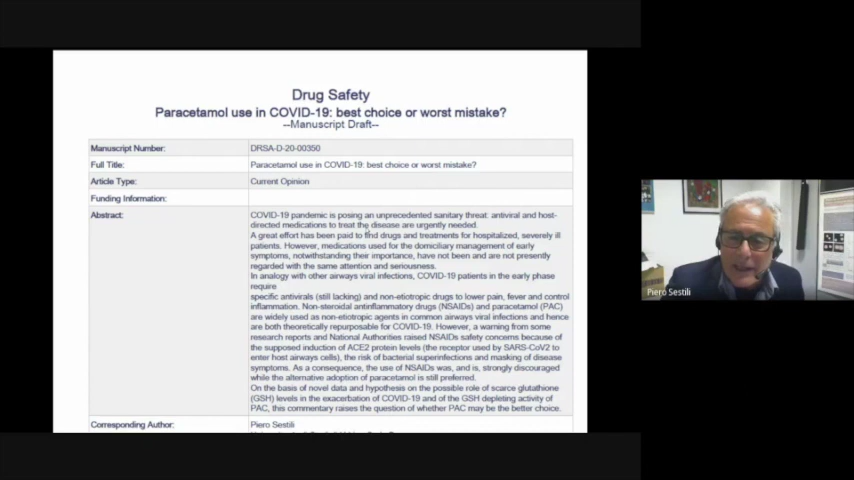 Drug Safety
Paracetamol use in COVID-19: best choice or worst mistake?
--Manuscript Draft--
Manuscript Number: DRSA-D-20-00350
Full Title: Paracetamol use in COVID-19: best choice or worst mistake?
Article Type: Current Opinion
Funding Information:
Abstract: COVID-19 pandemic is posing an unprecedented sanitary threat: antiviral and host-
directed medications to treat the disease are urgently needed.
A great effort has been paid to find drugs and treatments for hospitalized, severely ill
patients. However, medications used for the domiciliary management of early
symptoms, notwithstanding their importance, have not been and are not presently
regarded with the same attention and seriousness.
In analogy with other airways viral infections, COVID-19 patients in the early phase
require
specific antivirals (still lacking) and non-etiotropic drugs to lower pain, fever and control
inflammation. Non-steroidal antiinflammatory drugs (NSAIDs) and paracetamol (PAC)
are widely used as non-etiotropic agents in common airways viral infections and hence
are both theoretically repurposable for COVID-19. However, a warning from some
research reports and National Authorities raised NSAIDs safety concerns because of
the supposed induction of ACE2 protein levels (the receptor used by SARS-CoV2 to
enter host airways cells), the risk of bacterial superinfections and masking of disease
symptoms. As a consequence, the use of NSAIDs was, and is, strongly discouraged
while the alternative adoption of paracetamol is still preferred.
On the basis of novel data and hypothesis on the possible role of scarce glutathione
(GSH) levels in the exacerbation of COVID-19 and of the GSH depleting activity of
PAC, this commentary raises the question of whether PAC may be the better choice.
Corresponding Author: Piero Sestili
Piero Sestili